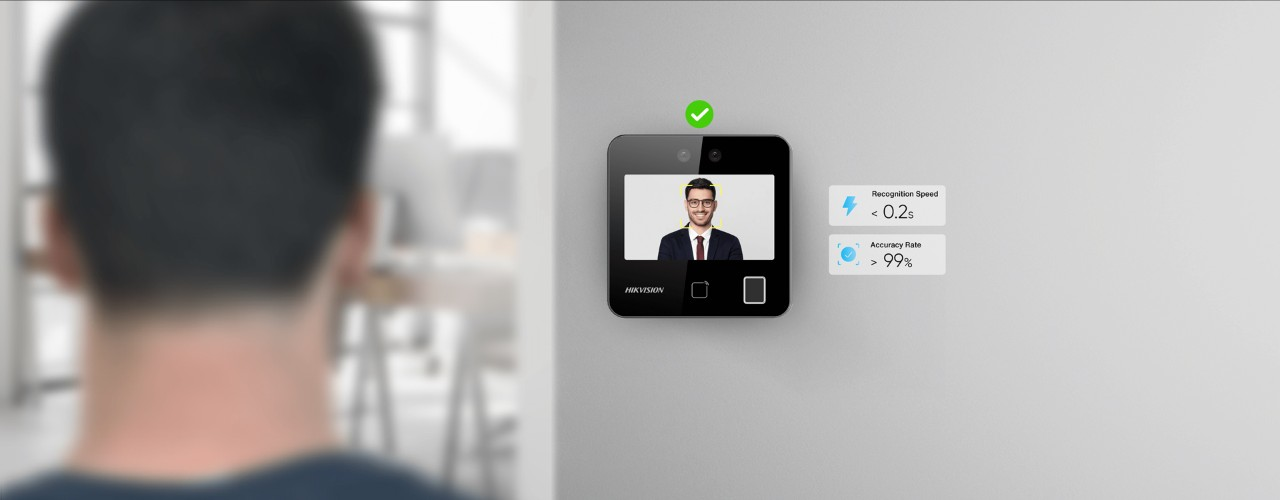 Recognition Speed
< 0.2s
Accuracy Rate
> 99%
HIKVISION